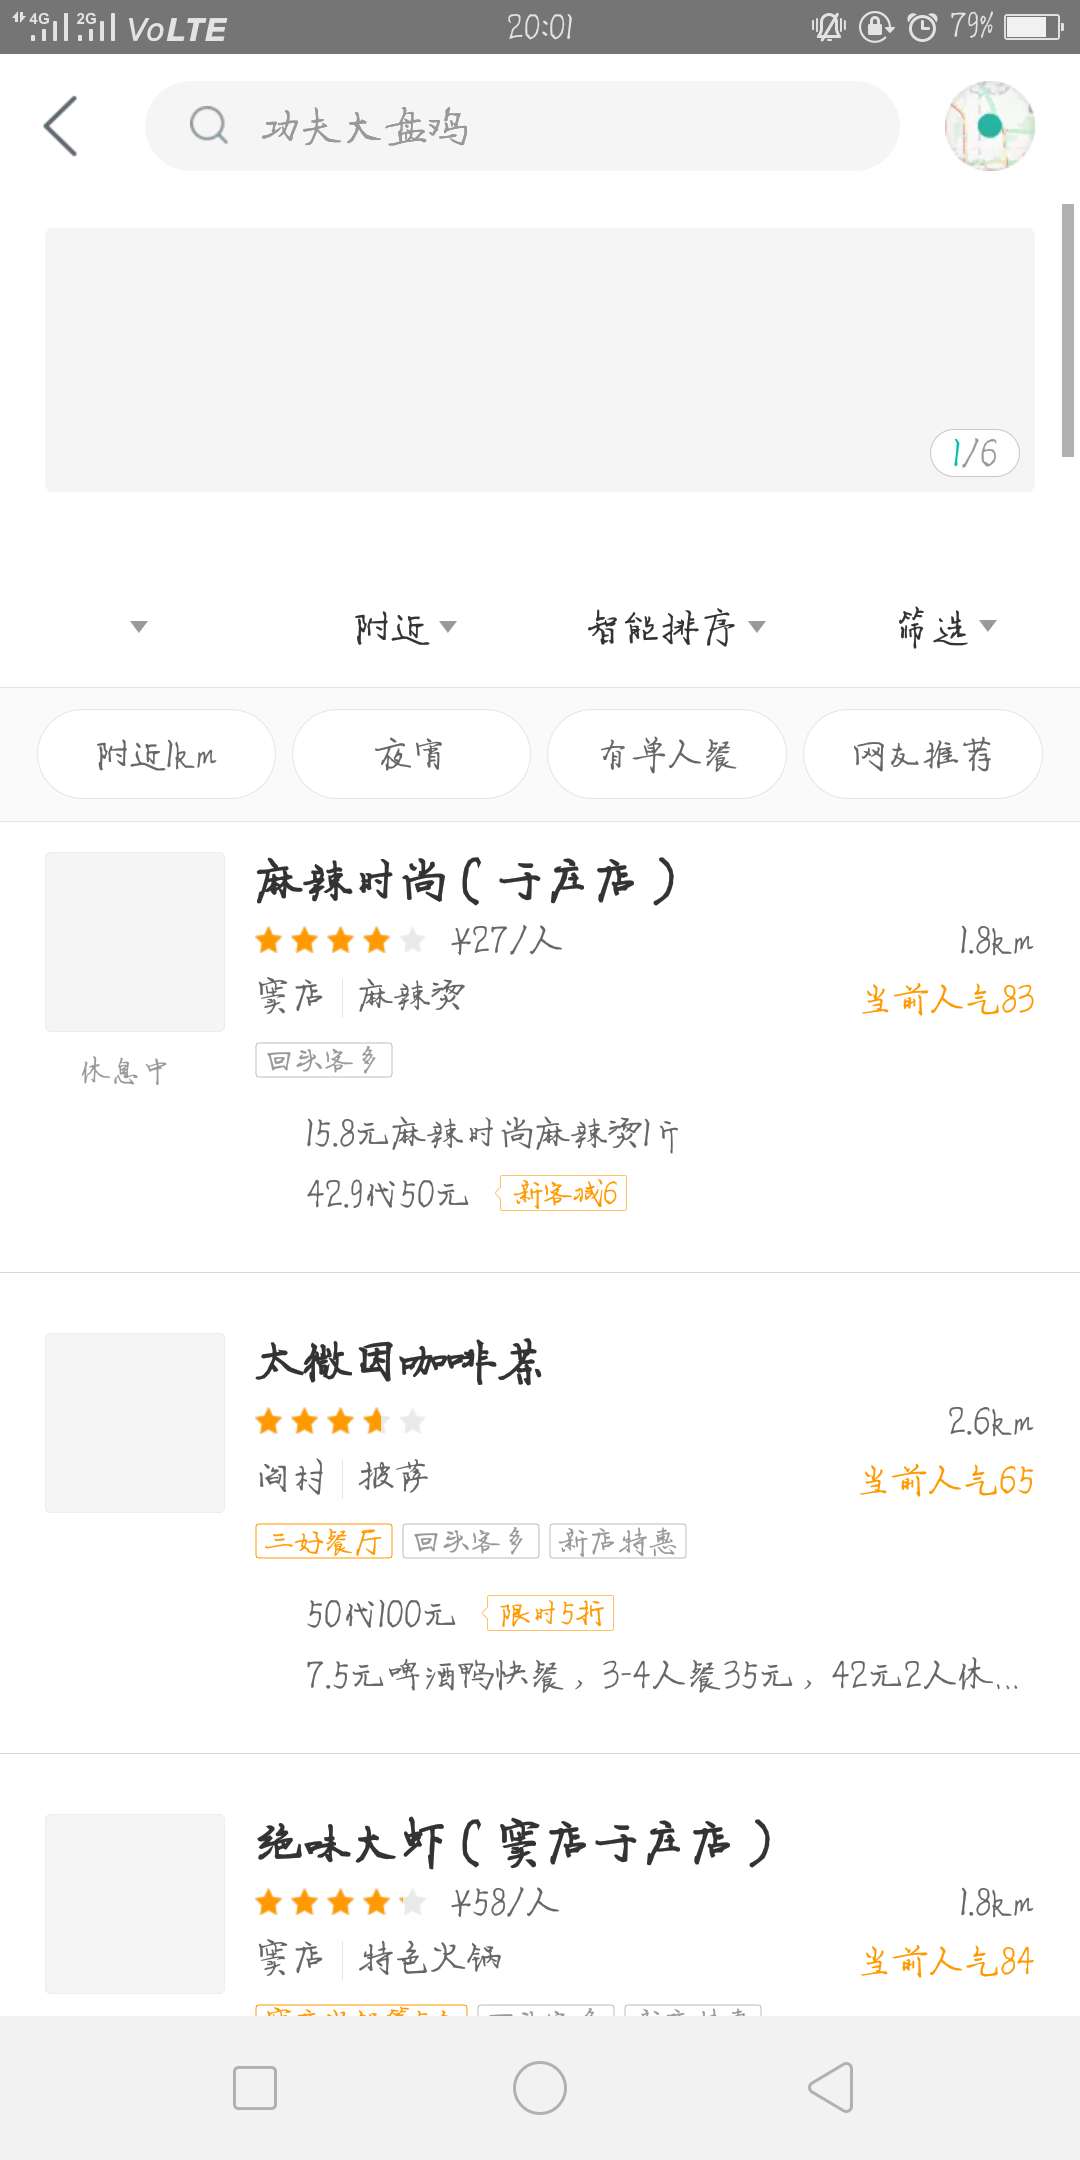 4G 2G VoLTE 20:01 79%
功夫大盘鸡
1/6
附近 智能排序 筛选
附近1km 夜宵 有单人餐 网友推荐
麻辣时尚(于庄店)
¥27/人 1.8km
窦店 麻辣烫 当前人气83
休息中 回头客多
15.8元麻辣时尚麻辣烫1斤
42.9代50元 新客减6
太微因咖啡茶
2.6km
阎村 披萨 当前人气65
三好餐厅 回头客多 新店特惠
50代100元 限时5折
7.5元啤酒鸭快餐，3-4人餐35元，42元2人休...
绝味大虾(窦店于庄店)
¥58/人 1.8km
窦店 特色火锅 当前人气84
回头客多 新店特惠